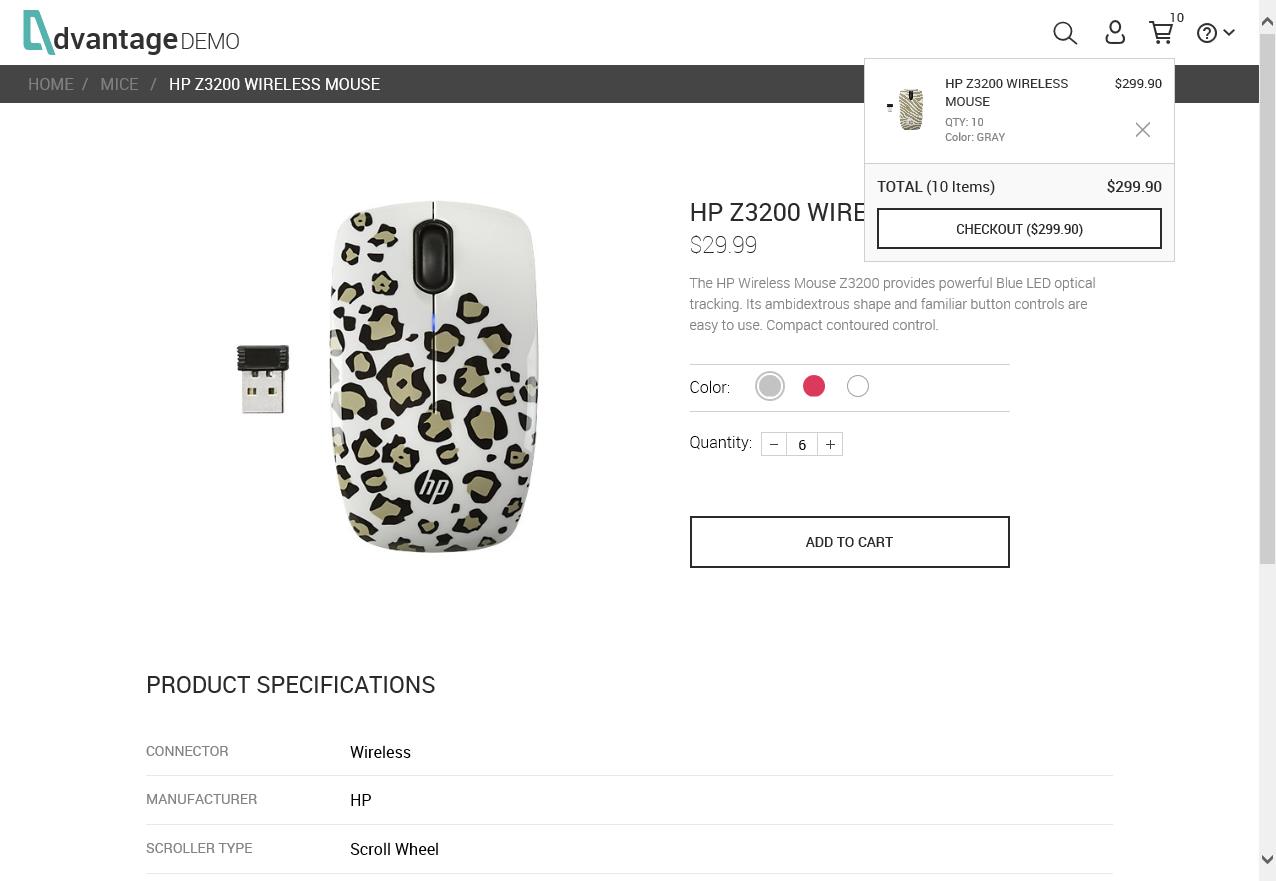 dvantage DEMO
10
HOME / MICE / HP Z3200 WIRELESS MOUSE
HP Z3200 WIRELESS
MOUSE
$299.90
QTY: 10
Color: GRAY
TOTAL (10 Items) $299.90
CHECKOUT ($299.90)
HP Z3200 WIRE
$29.99
The HP Wireless Mouse Z3200 provides powerful Blue LED optical
tracking. Its ambidextrous shape and familiar button controls are
easy to use. Compact contoured control.
Color:
Quantity: − 6 +
ADD TO CART
hp
PRODUCT SPECIFICATIONS
CONNECTOR Wireless
MANUFACTURER HP
SCROLLER TYPE Scroll Wheel